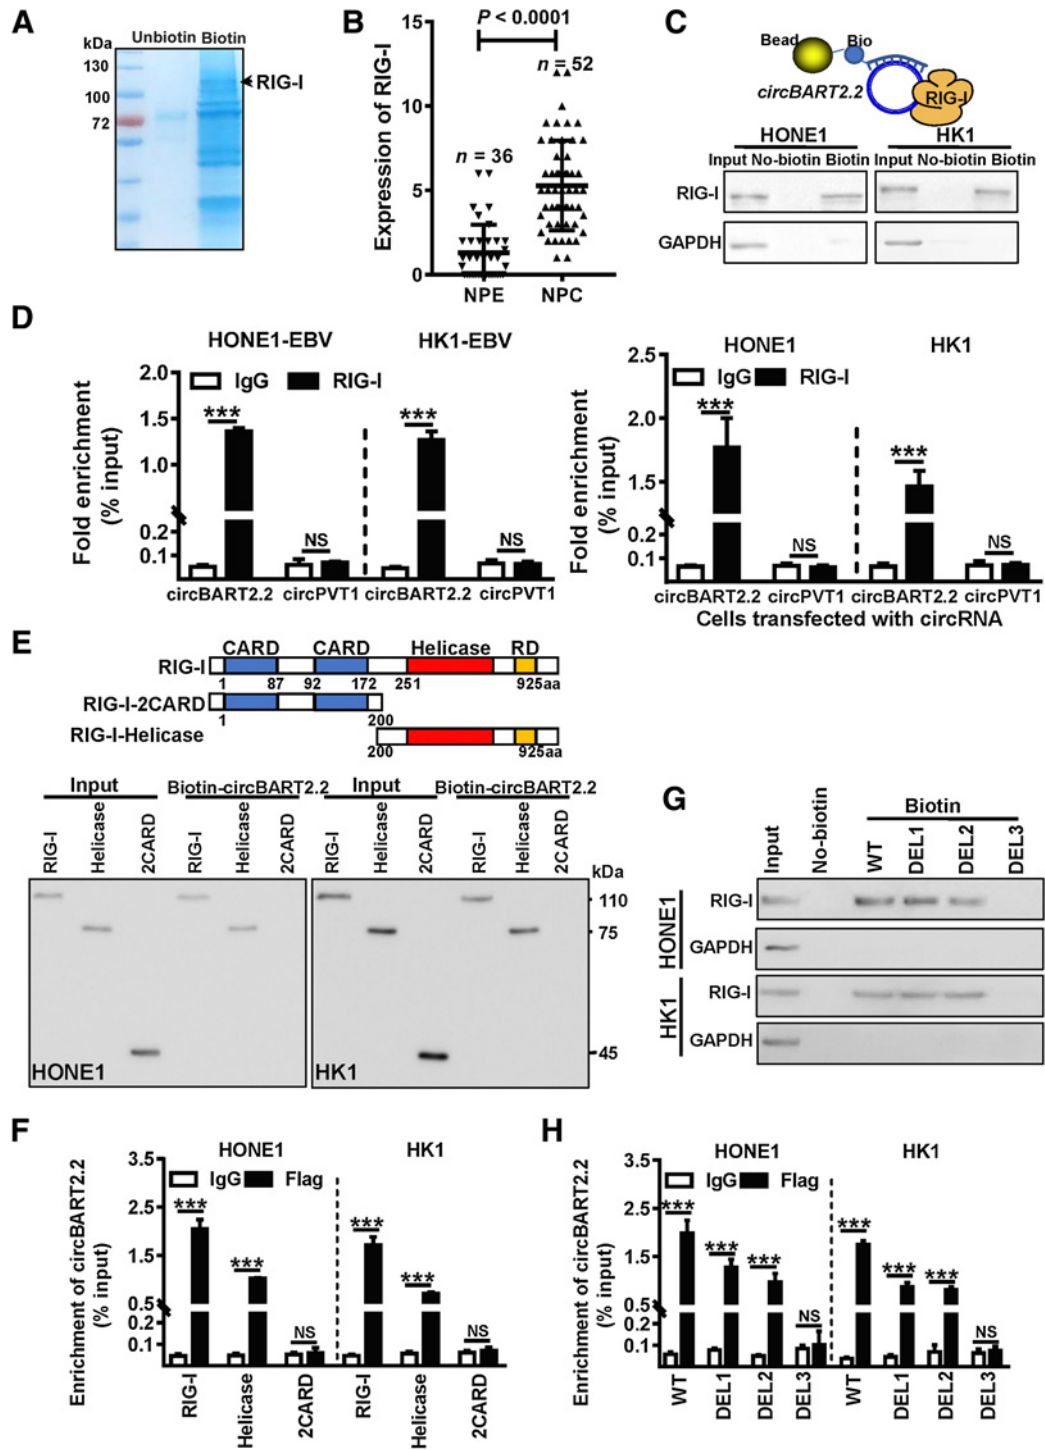 A
kDa
Unbiotin Biotin
130
100
72
RIG-I
B
P < 0.0001
Expression of RIG-I
15
10
5
0
n = 36
n = 52
NPE NPC
C
Bead
Bio
circBART2.2
RIG-I
HONE1 HK1
Input No-biotin Biotin Input No-biotin Biotin
RIG-I
GAPDH
D
HONE1-EBV HK1-EBV
Fold enrichment
(% input)
2.0
1.5
1.0
0.2
0.1
IgG RIG-I
*** NS *** NS
circBART2.2 circPVT1 circBART2.2 circPVT1
HONE1 HK1
Fold enrichment
(% input)
2.5
2.0
1.5
0.2
0.1
IgG RIG-I
*** NS *** NS
circBART2.2 circPVT1 circBART2.2 circPVT1
Cells transfected with circRNA
E
CARD CARD Helicase RD
RIG-I
1 87 92 172 251 925aa
RIG-I-2CARD
1 200
RIG-I-Helicase
200 925aa
Input Biotin-circBART2.2 Input Biotin-circBART2.2
RIG-I Helicase 2CARD RIG-I Helicase 2CARD RIG-I Helicase 2CARD RIG-I Helicase 2CARD
kDa
110
75
45
HONE1 HK1
G
Biotin
Input No-biotin WT DEL1 DEL2 DEL3
HONE1
RIG-I
GAPDH
HK1
RIG-I
GAPDH
F
HONE1 HK1
Enrichment of circBART2.2
(% input)
3.5
2.5
1.5
0.5
0.2
0.1
IgG Flag
*** *** NS *** *** NS
RIG-I Helicase 2CARD RIG-I Helicase 2CARD
H
HONE1 HK1
Enrichment of circBART2.2
(% input)
3.5
2.5
1.5
0.5
0.2
0.1
IgG Flag
*** *** *** NS *** *** *** NS
WT DEL1 DEL2 DEL3 WT DEL1 DEL2 DEL3